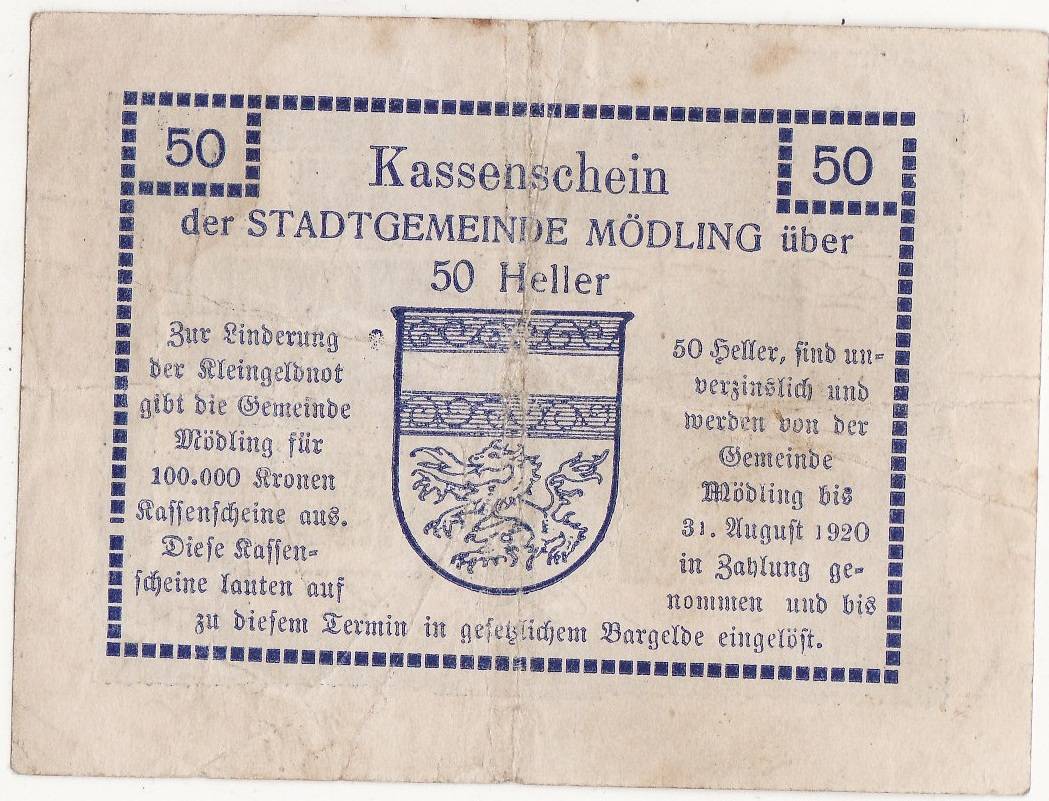 50
50
Kassenschein
der STADTGEMEINDE MÖDLING über
50 Heller
Zur Linderung
der Kleingeldnot
gibt die Gemeinde
Mödling für
100.000 Kronen
Kassenscheine aus.
Diese Kassen-
scheine lauten auf
50 Heller, sind un-
verzinslich und
werden von der
Gemeinde
Mödling bis
31. August 1920
in Zahlung ge-
nommen und bis
zu diesem Termin in gesetzlichem Bargelde eingelöst.